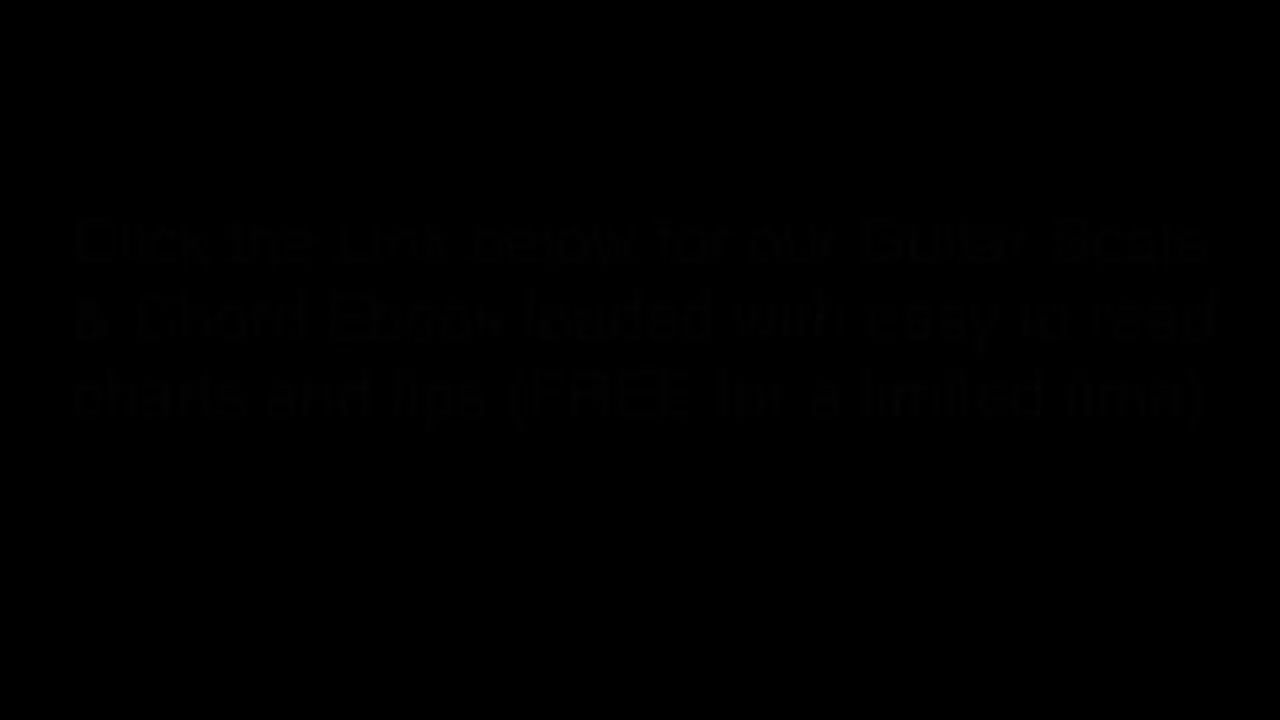 Click the Link below for our Guitar Scale
& Chord Ebook loaded with easy to read
charts and tips (FREE for a limited time)